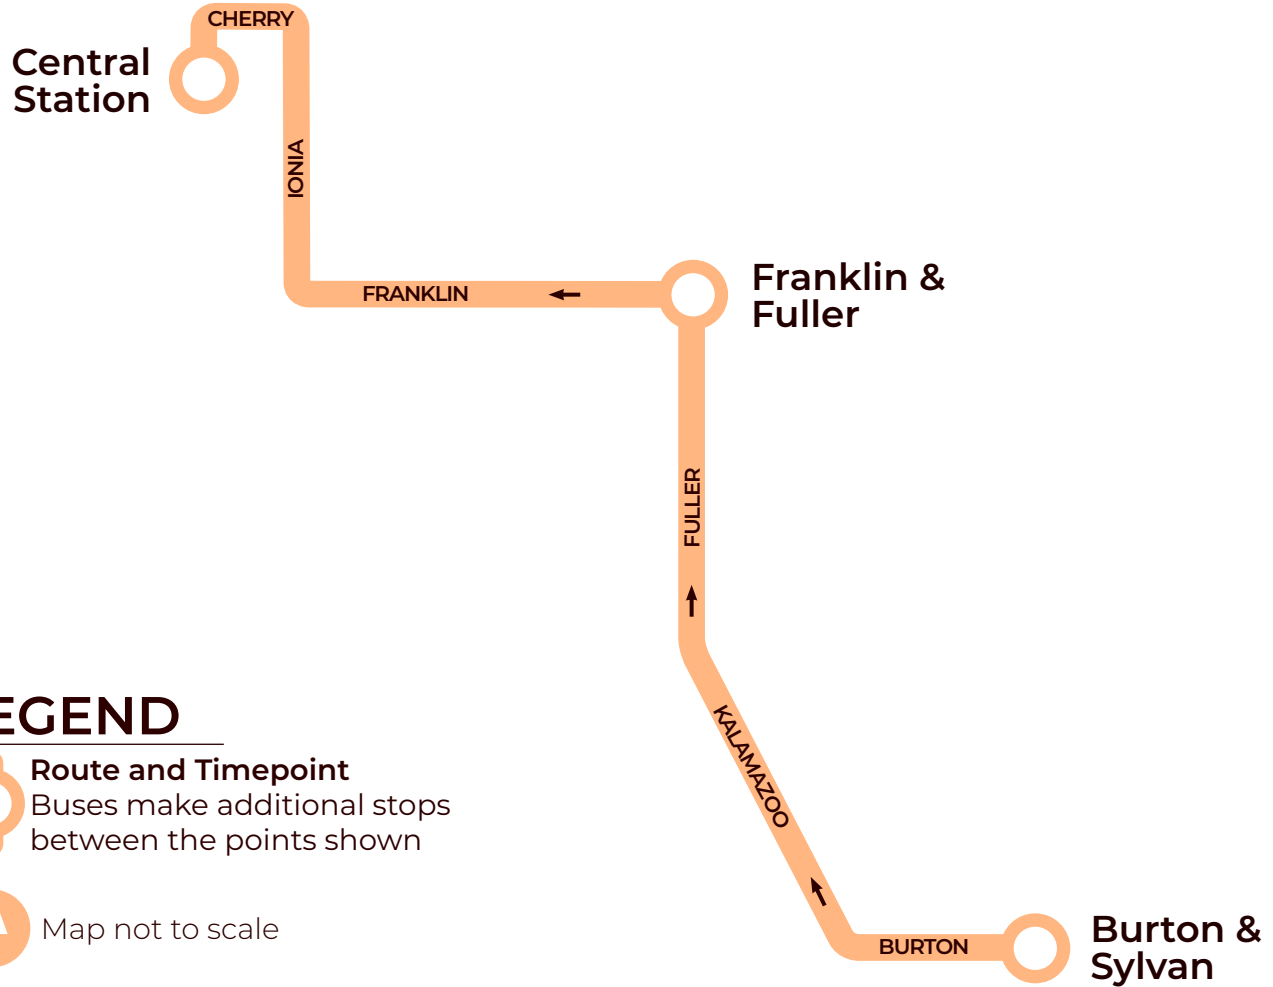 CHERRY
Central
Station
IONIA
Franklin &
Fuller
FRANKLIN
FULLER
EGEND
Route and Timepoint
Buses make additional stops
between the points shown
KALAMAZOO
Map not to scale
BURTON
Burton &
Sylvan